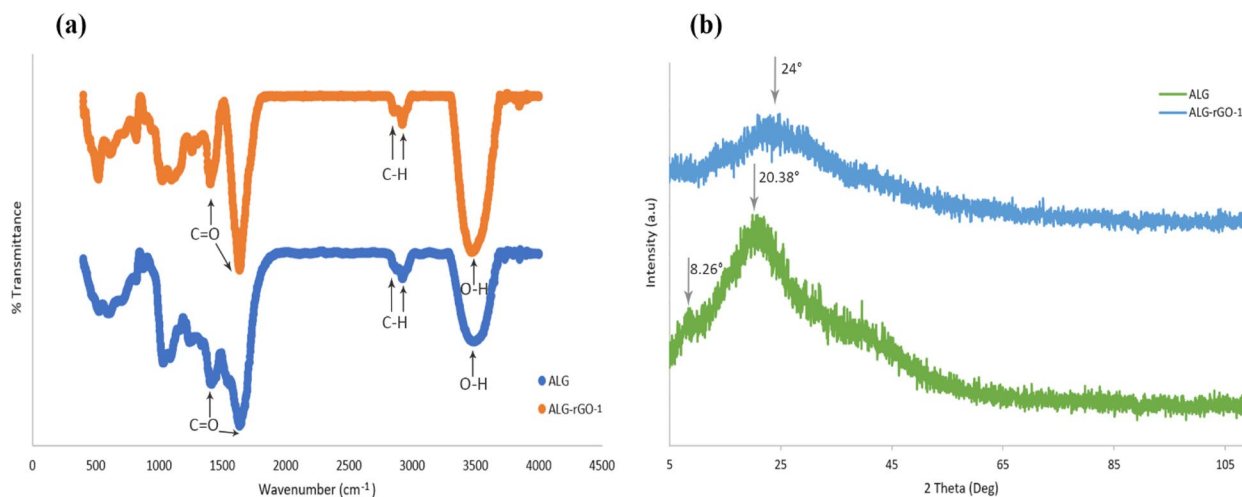 (a)
% Transmittance
C=O
C-H
O-H
C=O
C-H
O-H
ALG
ALG-rGO-1
0 500 1000 1500 2000 2500 3000 3500 4000 4500
Wavenumber (cm-1)
(b)
Intensity (a.u)
24°
20.38°
8.26°
ALG
ALG-rGO-1
5 25 45 65 85 105
2 Theta (Deg)